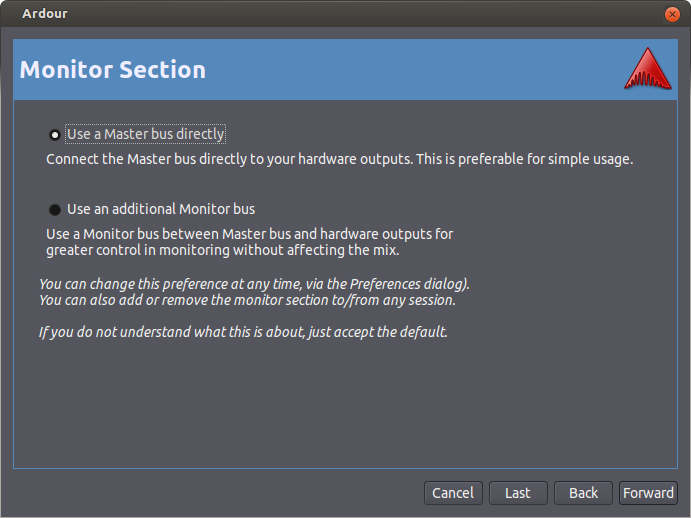 Ardour
Monitor Section
Use a Master bus directly
Connect the Master bus directly to your hardware outputs. This is preferable for simple usage.
Use an additional Monitor bus
Use a Monitor bus between Master bus and hardware outputs for
greater control in monitoring without affecting the mix.
You can change this preference at any time, via the Preferences dialog).
You can also add or remove the monitor section to/from any session.
If you do not understand what this is about, just accept the default.
Cancel
Last
Back
Forward